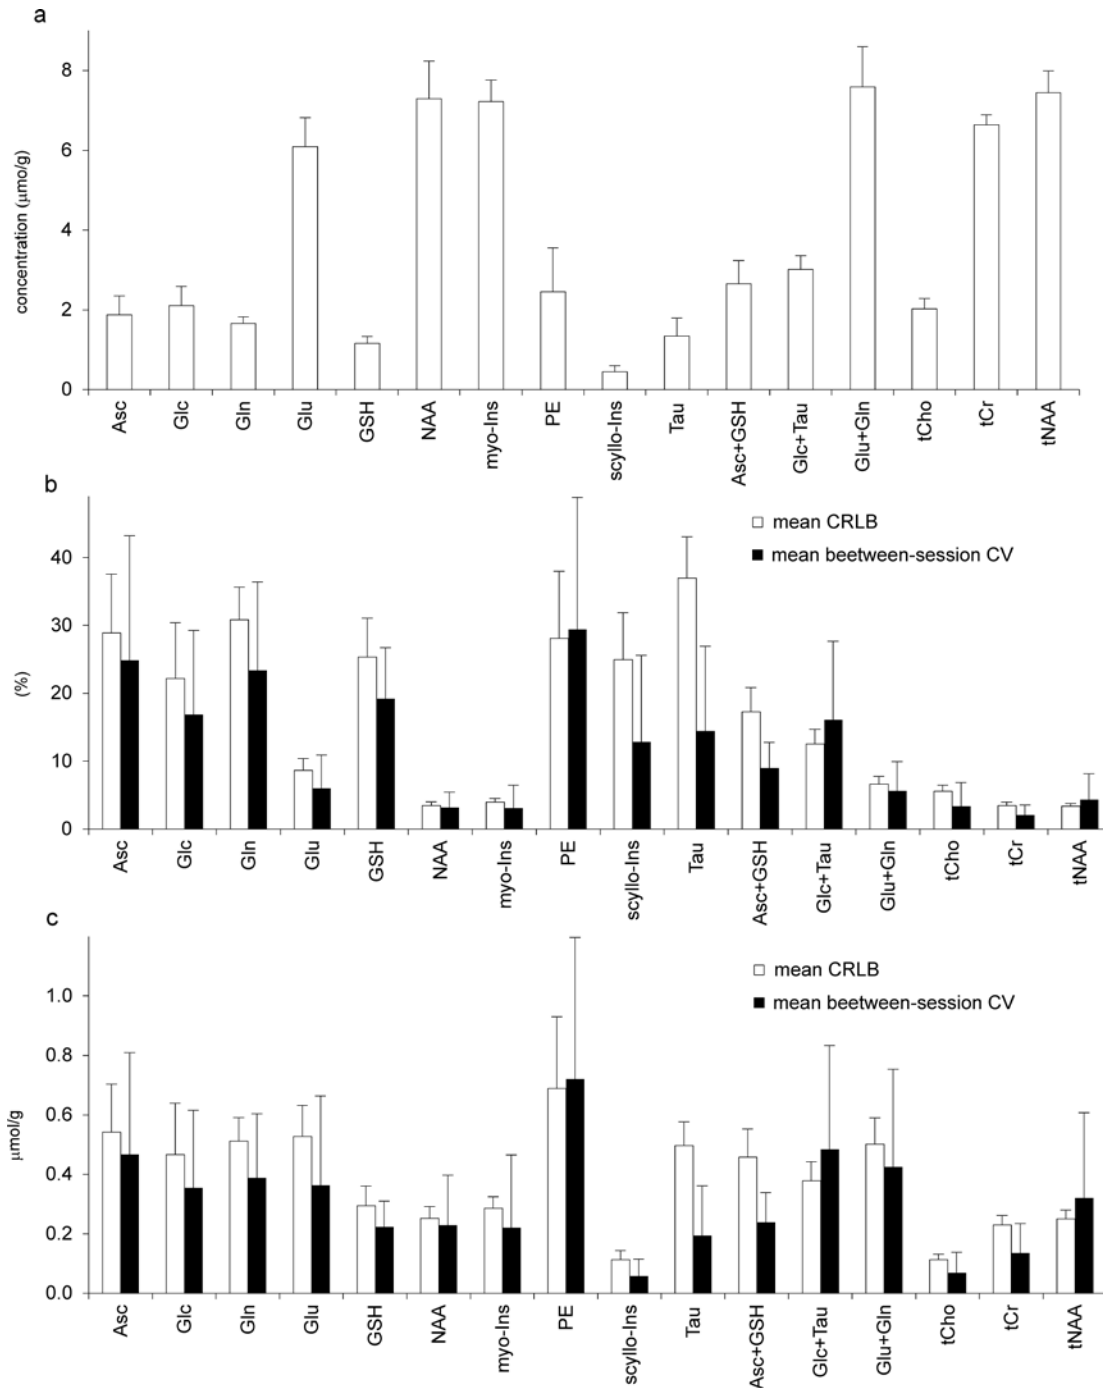 a
concentration (μmo/g)
8
6
4
2
0
Asc
Glc
Gln
Glu
GSH
NAA
myo-Ins
PE
scyllo-Ins
Tau
Asc+GSH
Glc+Tau
Glu+Gln
tCho
tCr
tNAA
b
mean CRLB
mean beetween-session CV
(%)
40
30
20
10
0
Asc
Glc
Gln
Glu
GSH
NAA
myo-Ins
PE
scyllo-Ins
Tau
Asc+GSH
Glc+Tau
Glu+Gln
tCho
tCr
tNAA
c
mean CRLB
mean beetween-session CV
μmol/g
1.0
0.8
0.6
0.4
0.2
0.0
Asc
Glc
Gln
Glu
GSH
NAA
myo-Ins
PE
scyllo-Ins
Tau
Asc+GSH
Glc+Tau
Glu+Gln
tCho
tCr
tNAA